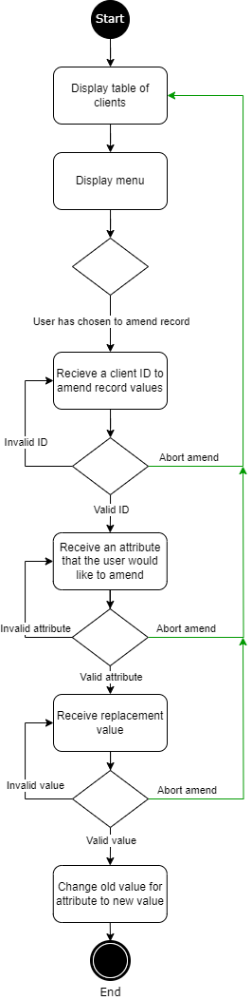 Start
Display table of
clients
Display menu
User has chosen to amend record
Recieve a client ID to
amend record values
Invalid ID
Abort amend
Valid ID
Receive an attribute
that the user would
like to amend
Invalid attribute
Abort amend
Valid attribute
Receive replacement
value
Invalid value
Abort amend
Valid value
Change old value for
attribute to new value
End